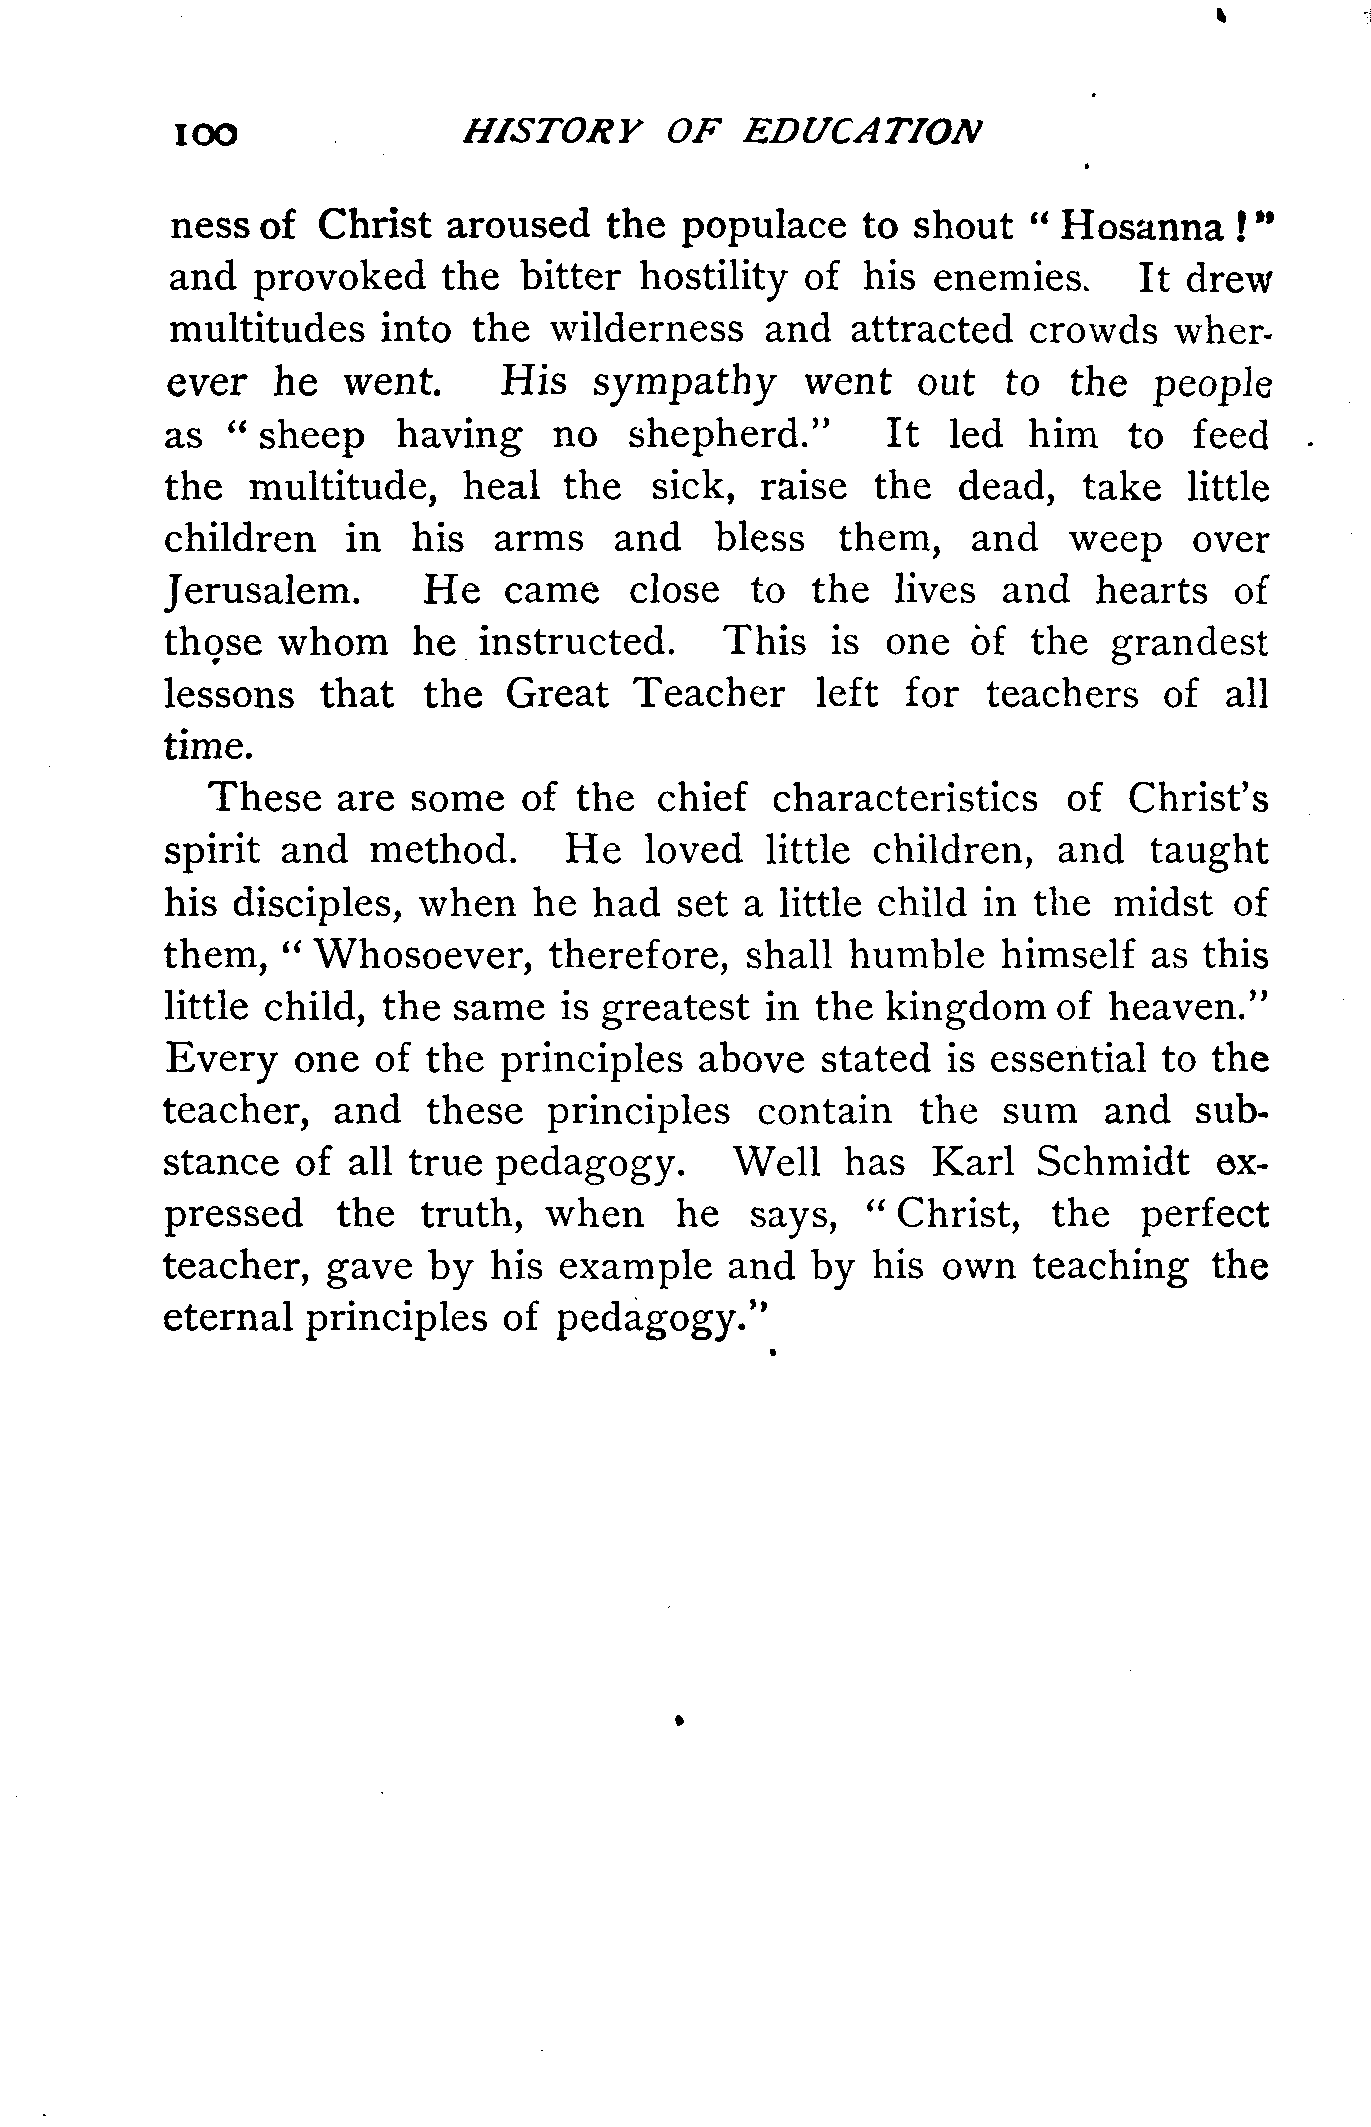 100 HISTORY OF EDUCATION
ness of Christ aroused the populace to shout “ Hosanna !”
and provoked the bitter hostility of his enemies. It drew
multitudes into the wilderness and attracted crowds wher-
ever he went. His sympathy went out to the people
as “ sheep having no shepherd.” It led him to feed
the multitude, heal the sick, raise the dead, take little
children in his arms and bless them, and weep over
Jerusalem. He came close to the lives and hearts of
those whom he instructed. This is one of the grandest
lessons that the Great Teacher left for teachers of all
time.
These are some of the chief characteristics of Christ’s
spirit and method. He loved little children, and taught
his disciples, when he had set a little child in the midst of
them, “ Whosoever, therefore, shall humble himself as this
little child, the same is greatest in the kingdom of heaven.”
Every one of the principles above stated is essential to the
teacher, and these principles contain the sum and sub-
stance of all true pedagogy. Well has Karl Schmidt ex-
pressed the truth, when he says, “ Christ, the perfect
teacher, gave by his example and by his own teaching the
eternal principles of pedagogy.”